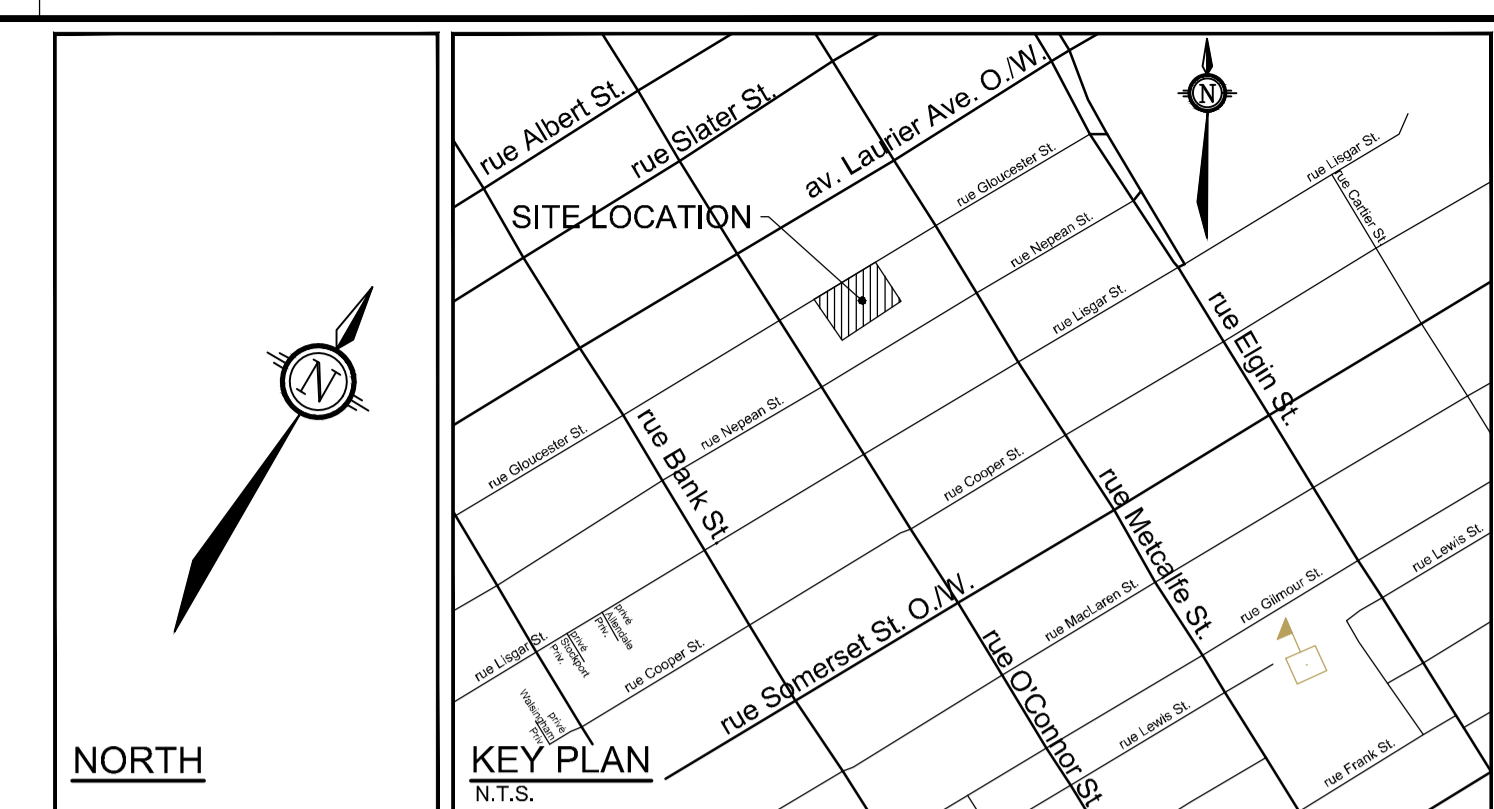 N
NORTH
rue Albert St.
rue Slater St.
av. Laurier Ave. O./W.
N
rue Gloucester St.
rue Lisgar St.
rue Cartier St.
SITE LOCATION
rue Nepean St.
rue Lisgar St.
rue Elgin St.
rue Gloucester St.
rue Bank St.
rue Nepean St.
rue Cooper St.
rue Metcalfe St.
rue Lewis St.
rue Lisgar St.
privé
Stockport
Priv.
privé
Allendale
Priv.
rue Cooper St.
rue Somerset St. O./W.
rue MacLaren St.
rue Gilmour St.
privé
Walsingham
Priv.
rue O'Connor St
rue Lewis St.
rue Frank St.
KEY PLAN
N.T.S.